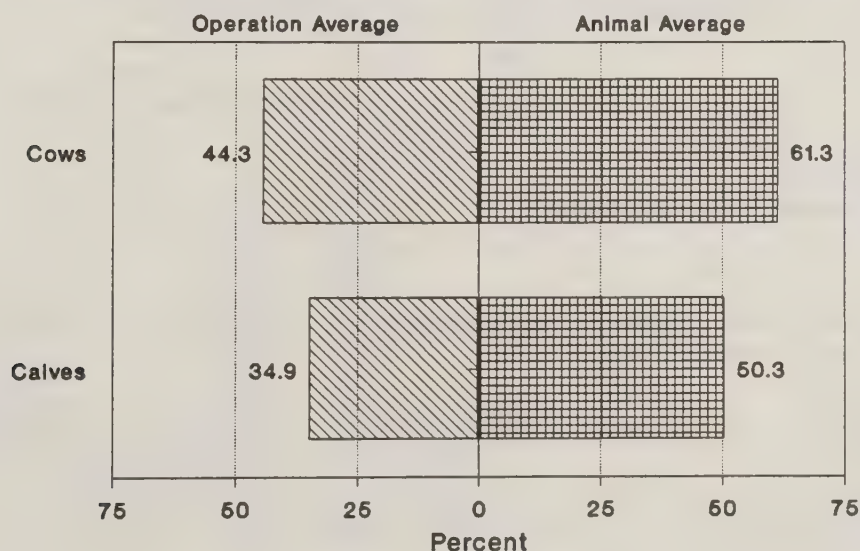 Operation Average Animal Average
Cows 44.3 61.3
Calves 34.9 50.3
75 50 25 0 25 50 75
Percent